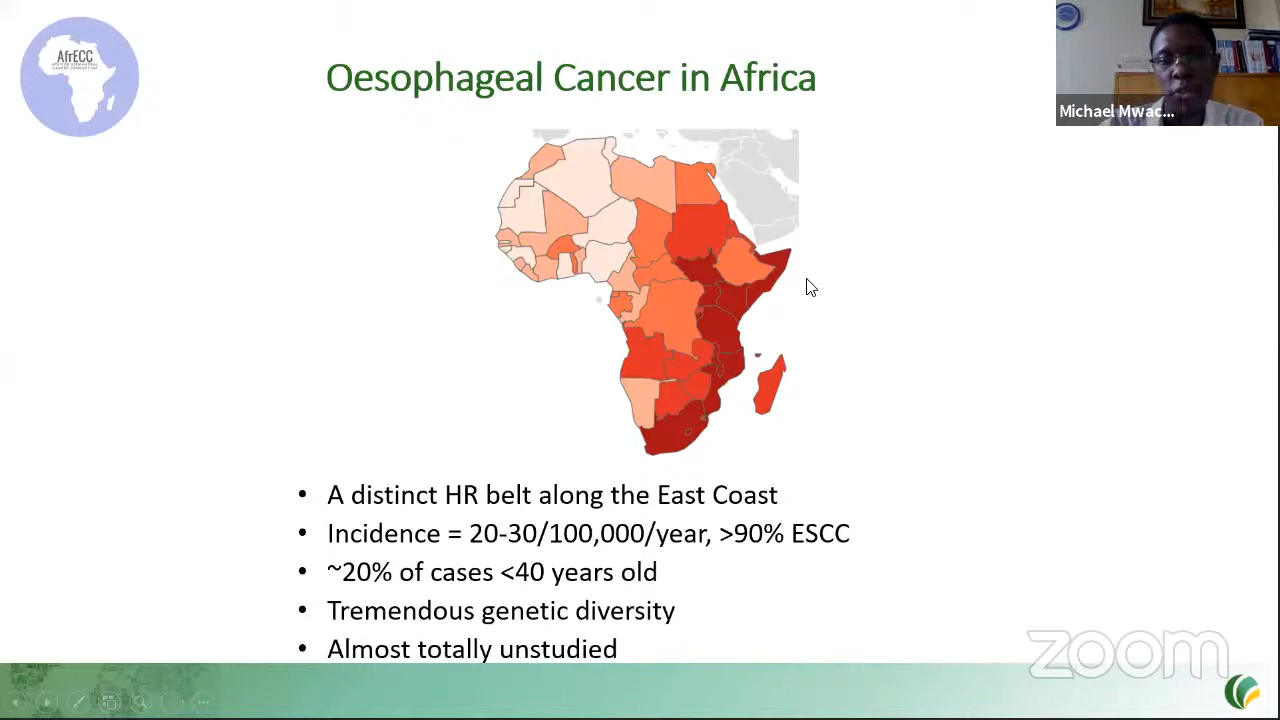 AfrECC
Oesophageal Cancer in Africa
Michael Mwac...
• A distinct HR belt along the East Coast
• Incidence = 20-30/100,000/year, >90% ESCC
• ~20% of cases <40 years old
• Tremendous genetic diversity
• Almost totally unstudied
zoom